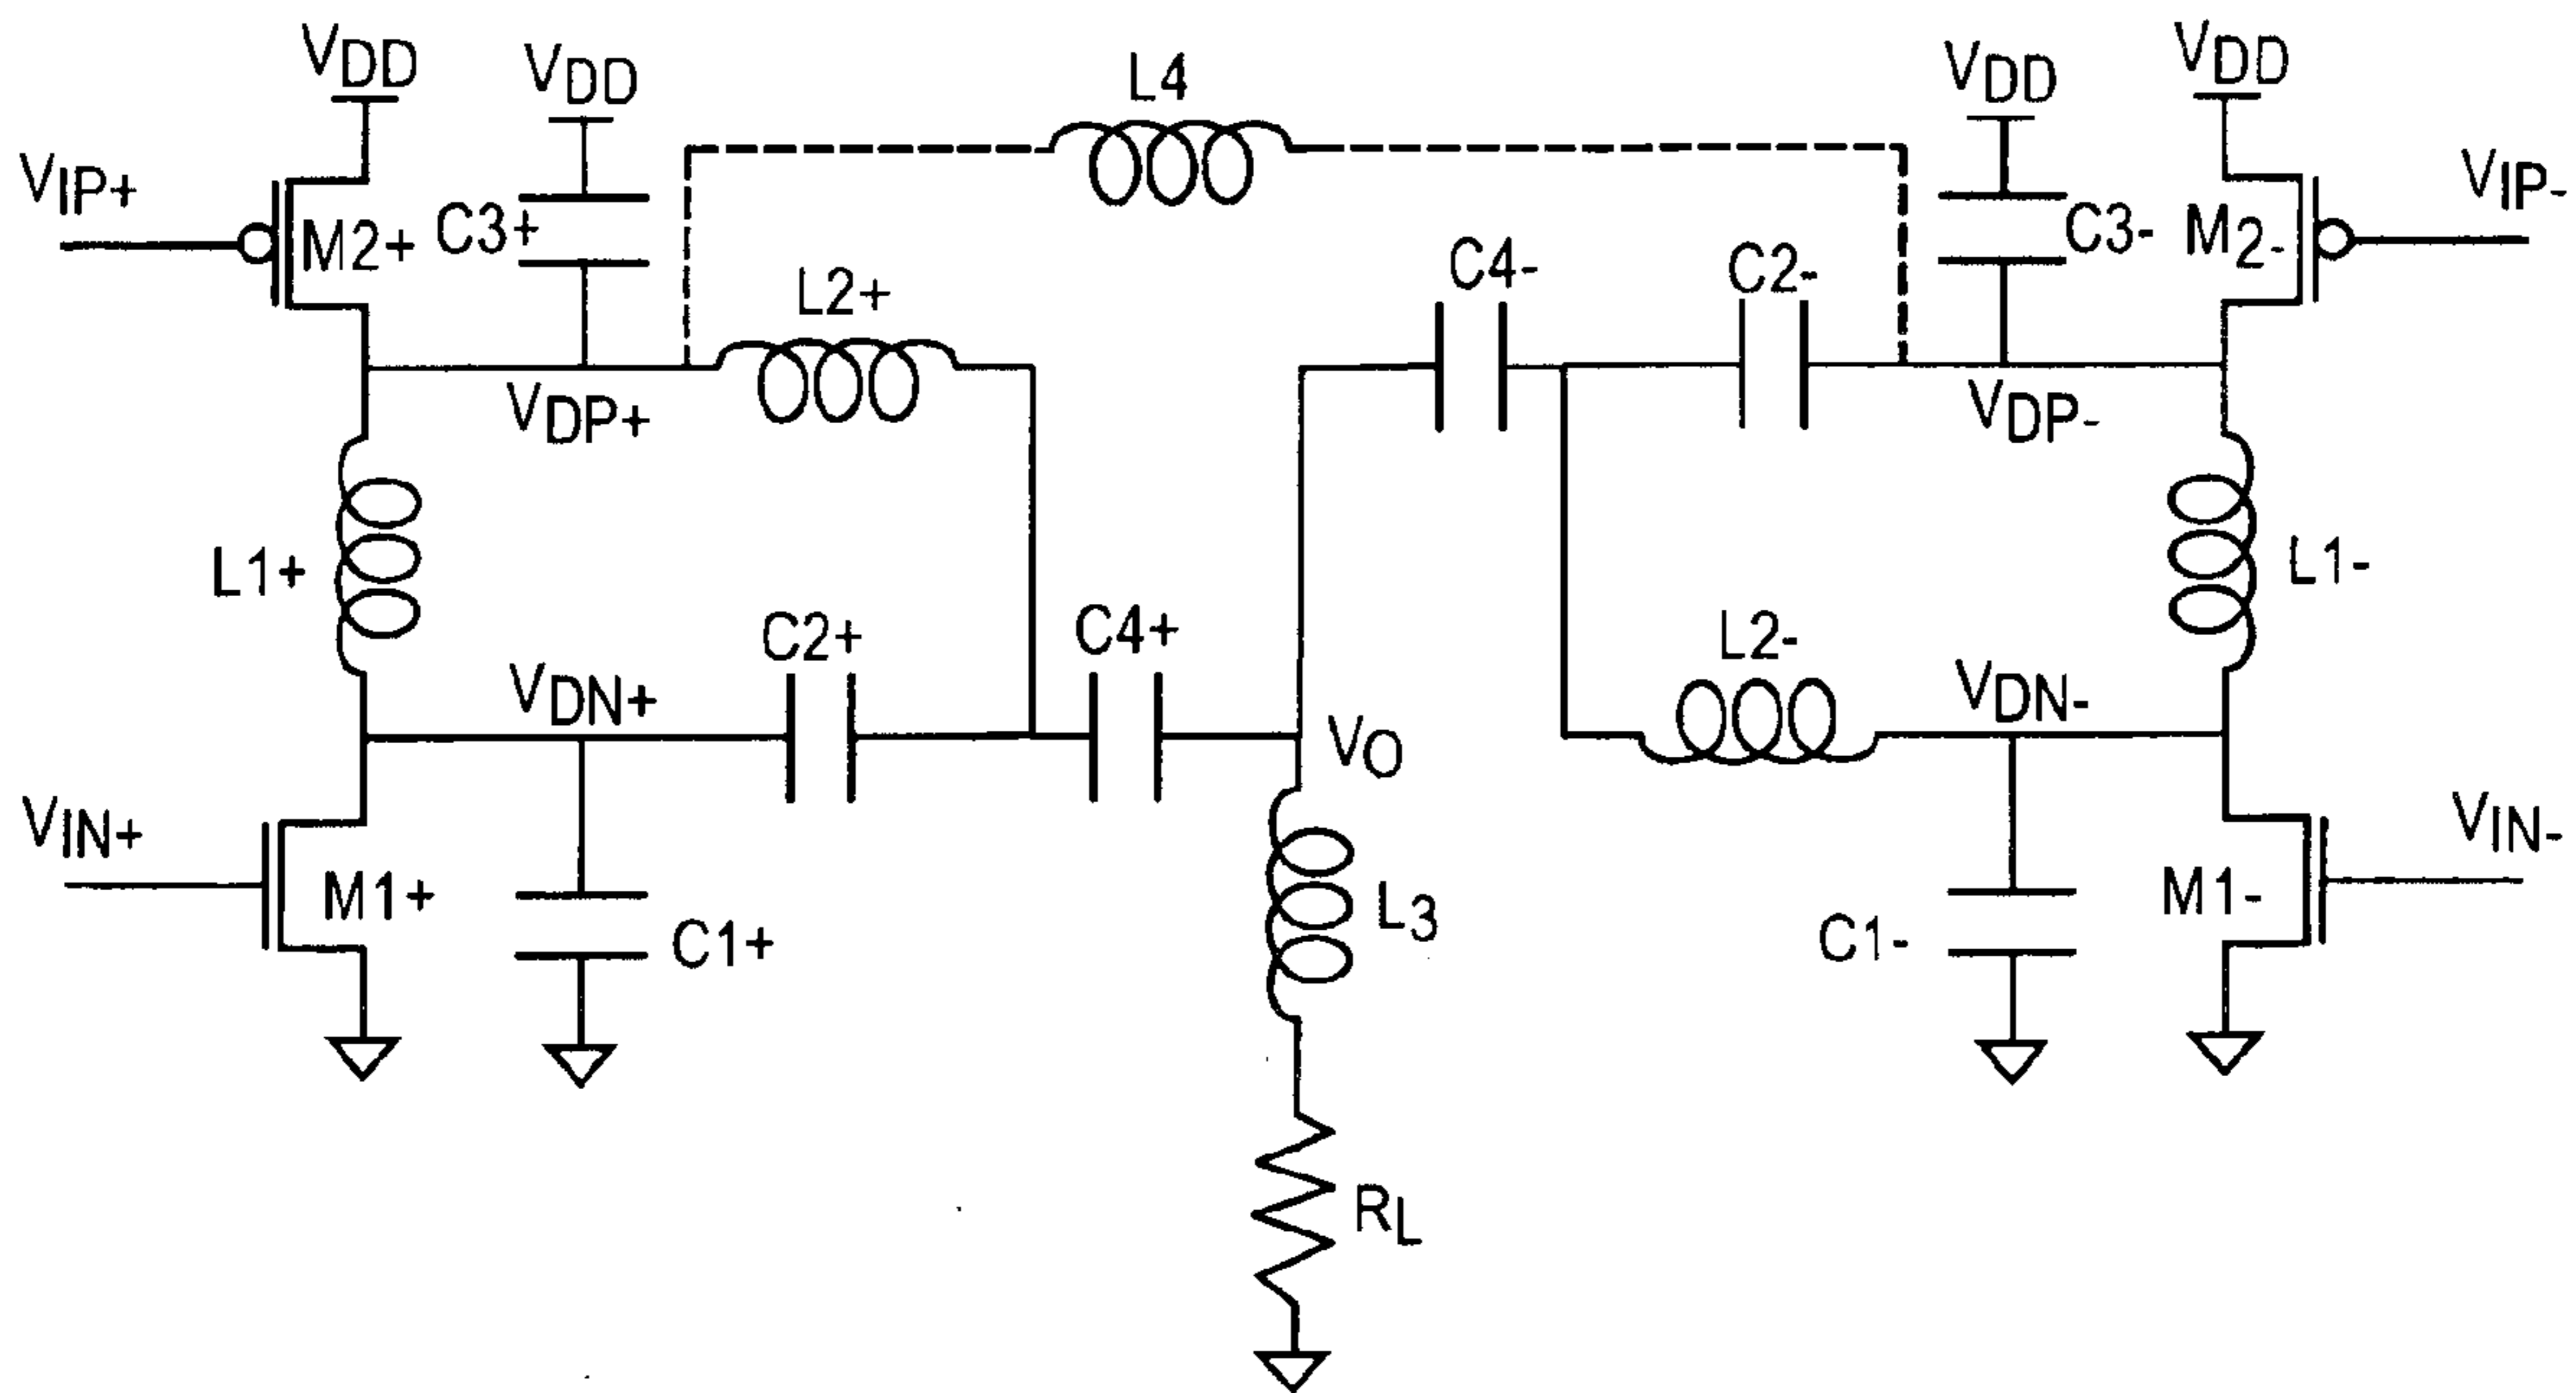 VDD
VDD
L4
VDD
VDD
VIP+
M2+
C3+
L2+
C4-
C2-
C3-
M2-
VIP-
VDP+
VDP-
L1+
C2+
C4+
L2-
L1-
VDN+
VO
VDN-
VIN+
M1+
C1+
L3
C1-
M1-
VIN-
RL